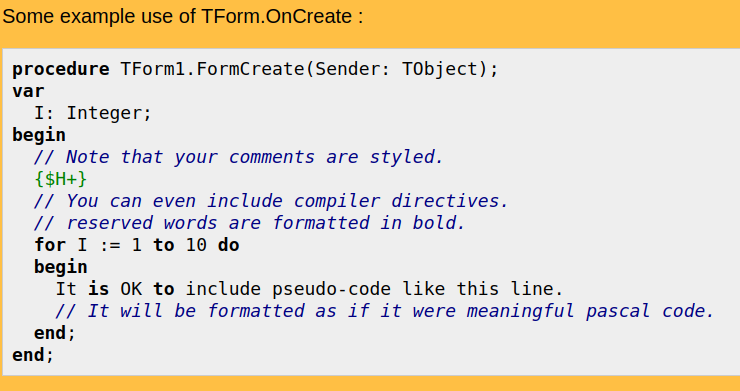 Some example use of TForm.OnCreate :
procedure TForm1.FormCreate(Sender: TObject);
var
  I: Integer;
begin
  // Note that your comments are styled.
  {$H+}
  // You can even include compiler directives.
  // reserved words are formatted in bold.
  for I := 1 to 10 do
  begin
    It is OK to include pseudo-code like this line.
    // It will be formatted as if it were meaningful pascal code.
  end;
end;